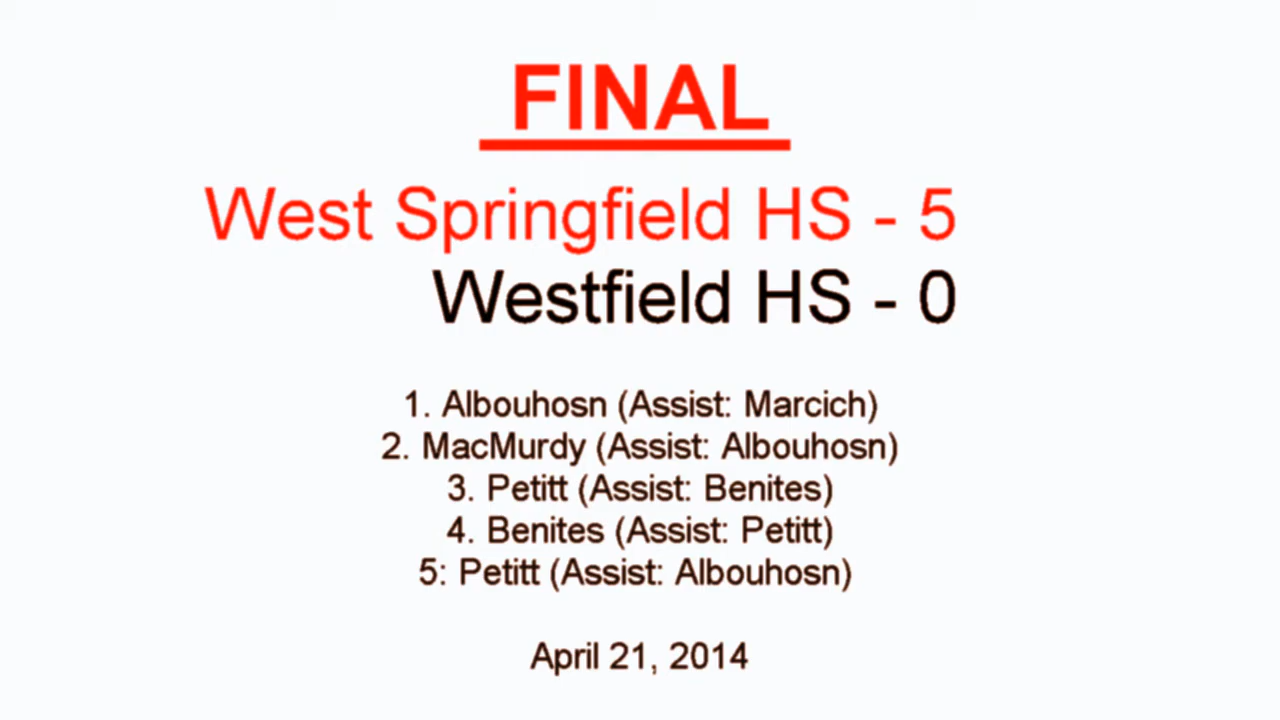 FINAL
West Springfield HS - 5
Westfield HS - 0
1. Albouhosn (Assist: Marcich)
2. MacMurdy (Assist: Albouhosn)
3. Petitt (Assist: Benites)
4. Benites (Assist: Petitt)
5: Petitt (Assist: Albouhosn)
April 21, 2014